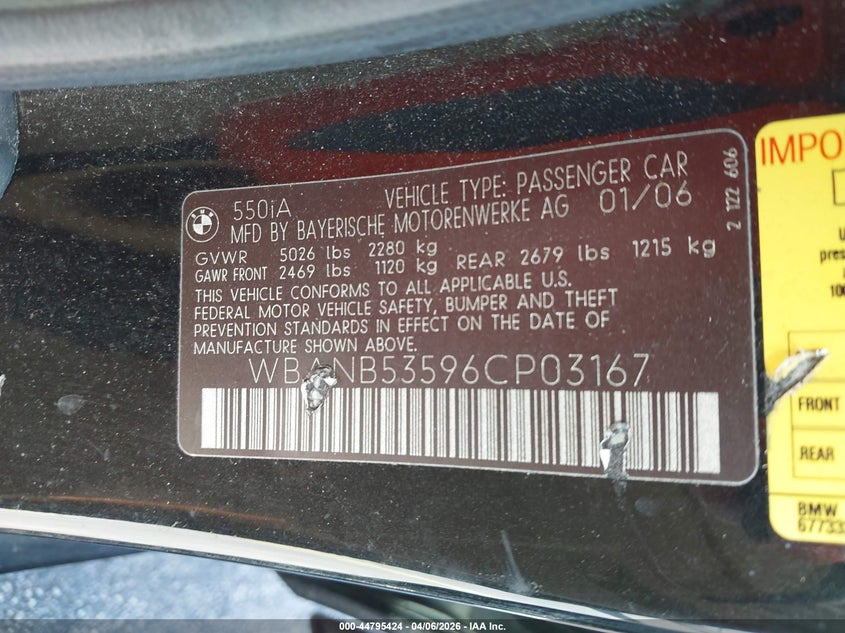 550iA
VEHICLE TYPE: PASSENGER CAR
MFD BY BAYERISCHE MOTORENWERKE AG 01/06
GVWR 5026 lbs 2280 kg
GAWR FRONT 2469 lbs 1120 kg REAR 2679 lbs 1215 kg
THIS VEHICLE CONFORMS TO ALL APPLICABLE U.S.
FEDERAL MOTOR VEHICLE SAFETY, BUMPER AND THEFT
PREVENTION STANDARDS IN EFFECT ON THE DATE OF
MANUFACTURE SHOWN ABOVE.
WBANB53596CP03167
2 122 606
IMPO
U
pres
a
100
FRONT
REAR
BMW
67733
000-44795424 - 04/06/2026 - IAA Inc.